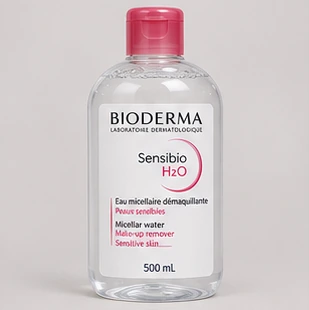 BIODERMA
LABORATOIRE DERMATOLOGIQUE
Sensibio
H2O
Eau micellaire démaquillante
Peaux sensibles
Micellar water
Make-up remover
Sensitive skin
500 mL